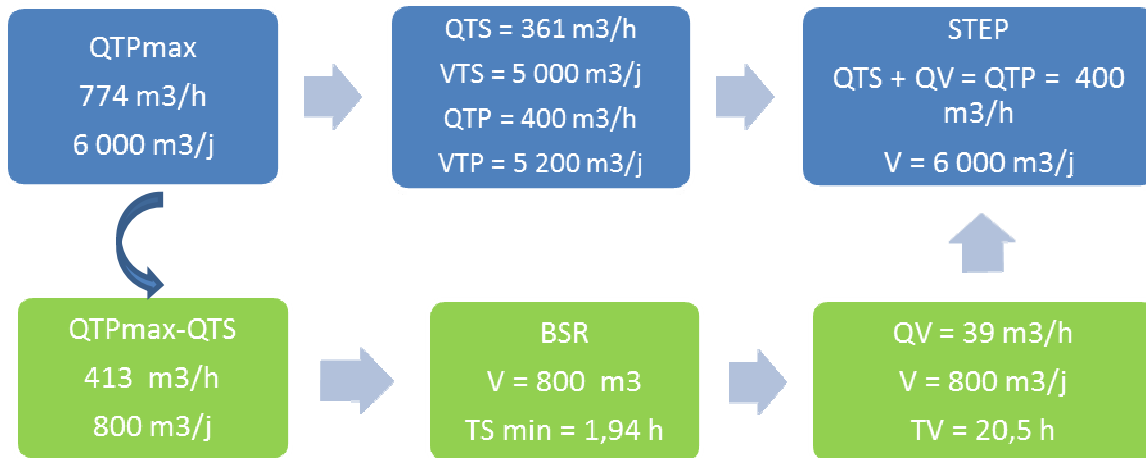 QTPmax
774 m3/h
6 000 m3/j
QTS = 361 m3/h
VTS = 5 000 m3/j
QTP = 400 m3/h
VTP = 5 200 m3/j
STEP
QTS + QV = QTP = 400
m3/h
V = 6 000 m3/j
QTPmax-QTS
413 m3/h
800 m3/j
BSR
V = 800 m3
TS min = 1,94 h
QV = 39 m3/h
V = 800 m3/j
TV = 20,5 h